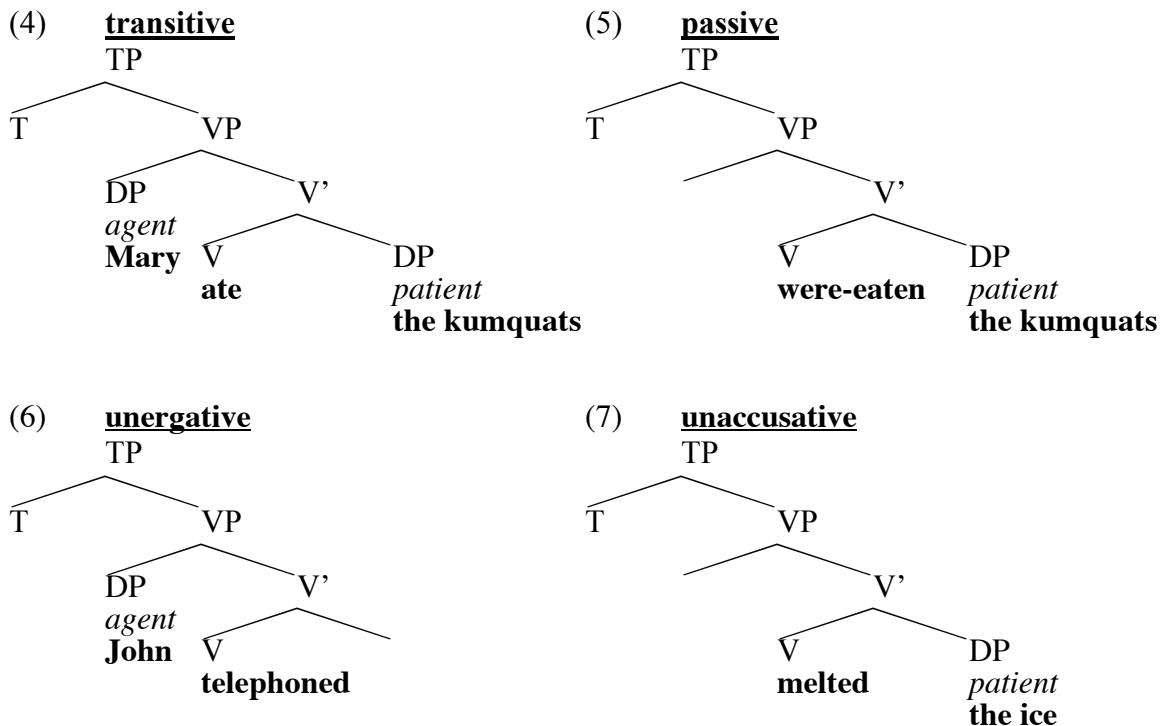 (4) transitive (5) passive
TP TP
T VP T VP
DP V’ V’
agent
Mary V DP V DP
ate patient were-eaten patient
the kumquats the kumquats
(6) unergative (7) unaccusative
TP TP
T VP T VP
DP V’ V’
agent
John V V DP
telephoned melted patient
the ice